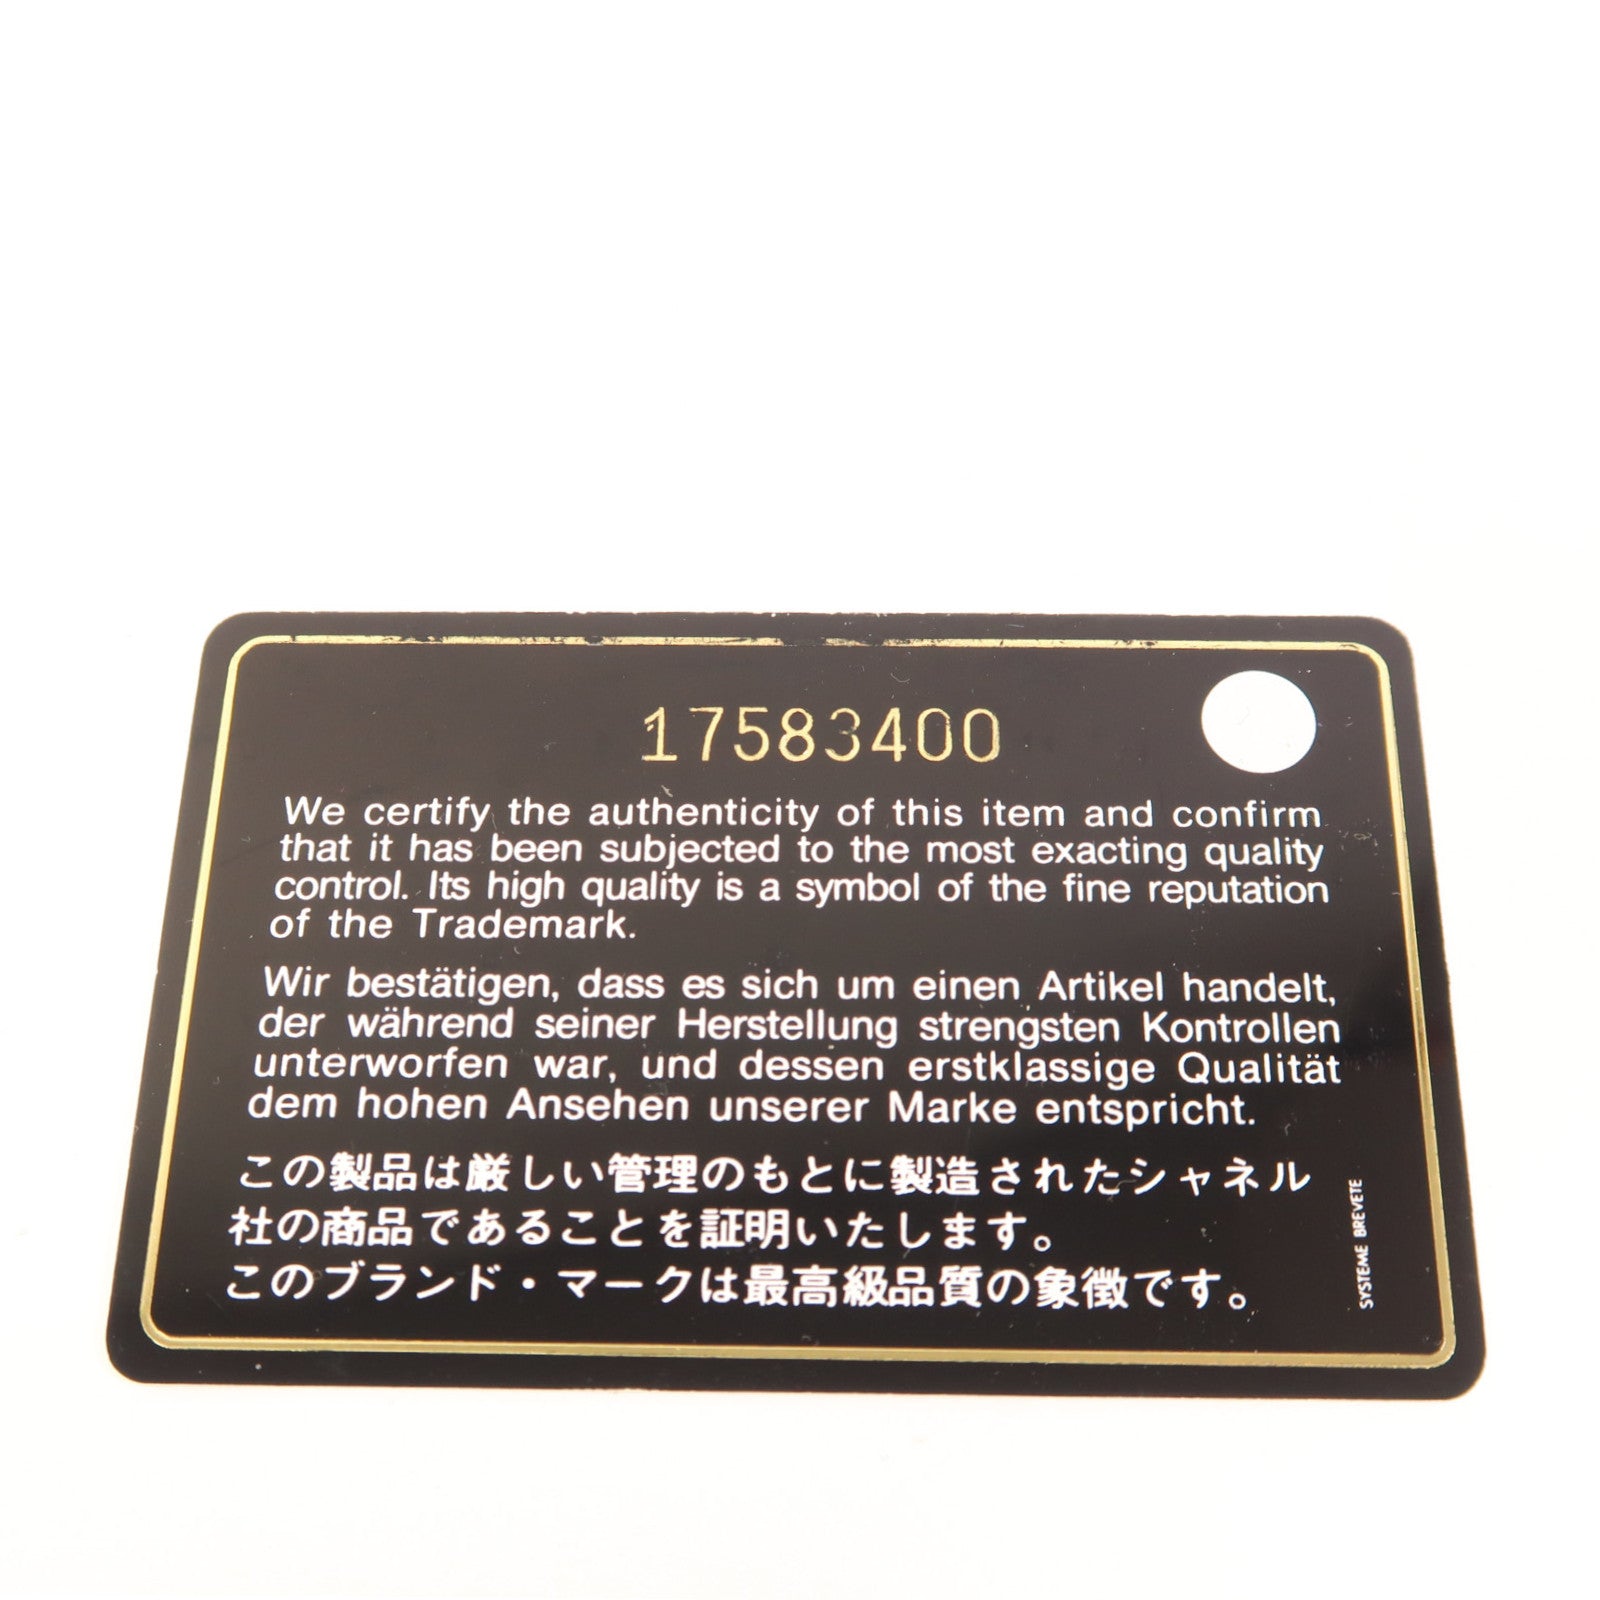 17583400
We certify the authenticity of this item and confirm
that it has been subjected to the most exacting quality
control. Its high quality is a symbol of the fine reputation
of the Trademark.
Wir bestätigen, dass es sich um einen Artikel handelt,
der während seiner Herstellung strengsten Kontrollen
unterworfen war, und dessen erstklassige Qualität
dem hohen Ansehen unserer Marke entspricht.
この製品は厳しい管理のもとに製造されたシャネル
社の商品であることを証明いたします。
このブランド・マークは最高級品質の象徴です。
SYSTEME BREVETE